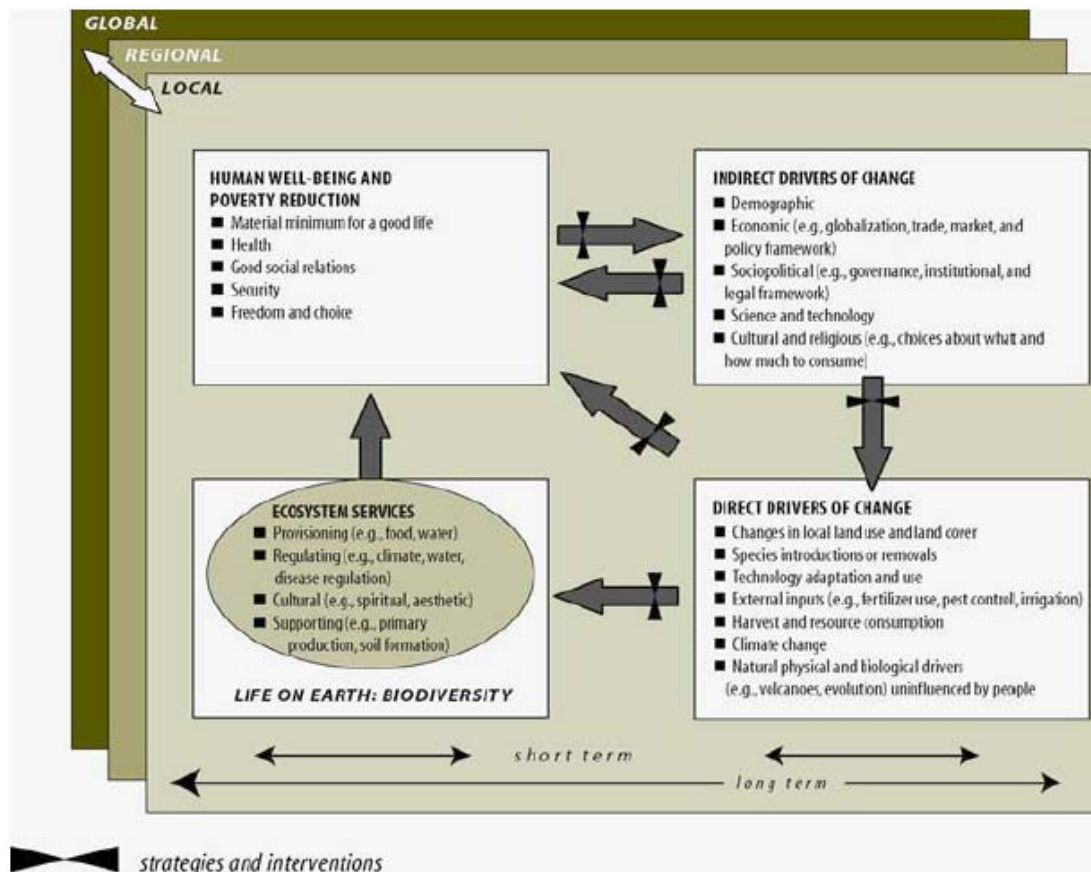 GLOBAL
REGIONAL
LOCAL
HUMAN WELL-BEING AND
POVERTY REDUCTION
■ Material minimum for a good life
■ Health
■ Good social relations
■ Security
■ Freedom and choice
INDIRECT DRIVERS OF CHANGE
■ Demographic
■ Economic (e.g., globalization, trade, market, and
policy framework)
■ Sociopolitical (e.g., governance, institutional, and
legal framework)
■ Science and technology
■ Cultural and religious (e.g., choices about what and
how much to consume)
ECOSYSTEM SERVICES
■ Provisioning (e.g., food, water)
■ Regulating (e.g., climate, water,
disease regulation)
■ Cultural (e.g., spiritual, aesthetic)
■ Supporting (e.g., primary
production, soil formation)
LIFE ON EARTH: BIODIVERSITY
DIRECT DRIVERS OF CHANGE
■ Changes in local land use and land cover
■ Species introductions or removals
■ Technology adaptation and use
■ External inputs (e.g., fertilizer use, pest control, irrigation)
■ Harvest and resource consumption
■ Climate change
■ Natural physical and biological drivers
(e.g., volcanoes, evolution) uninfluenced by people
short term
long term
strategies and interventions